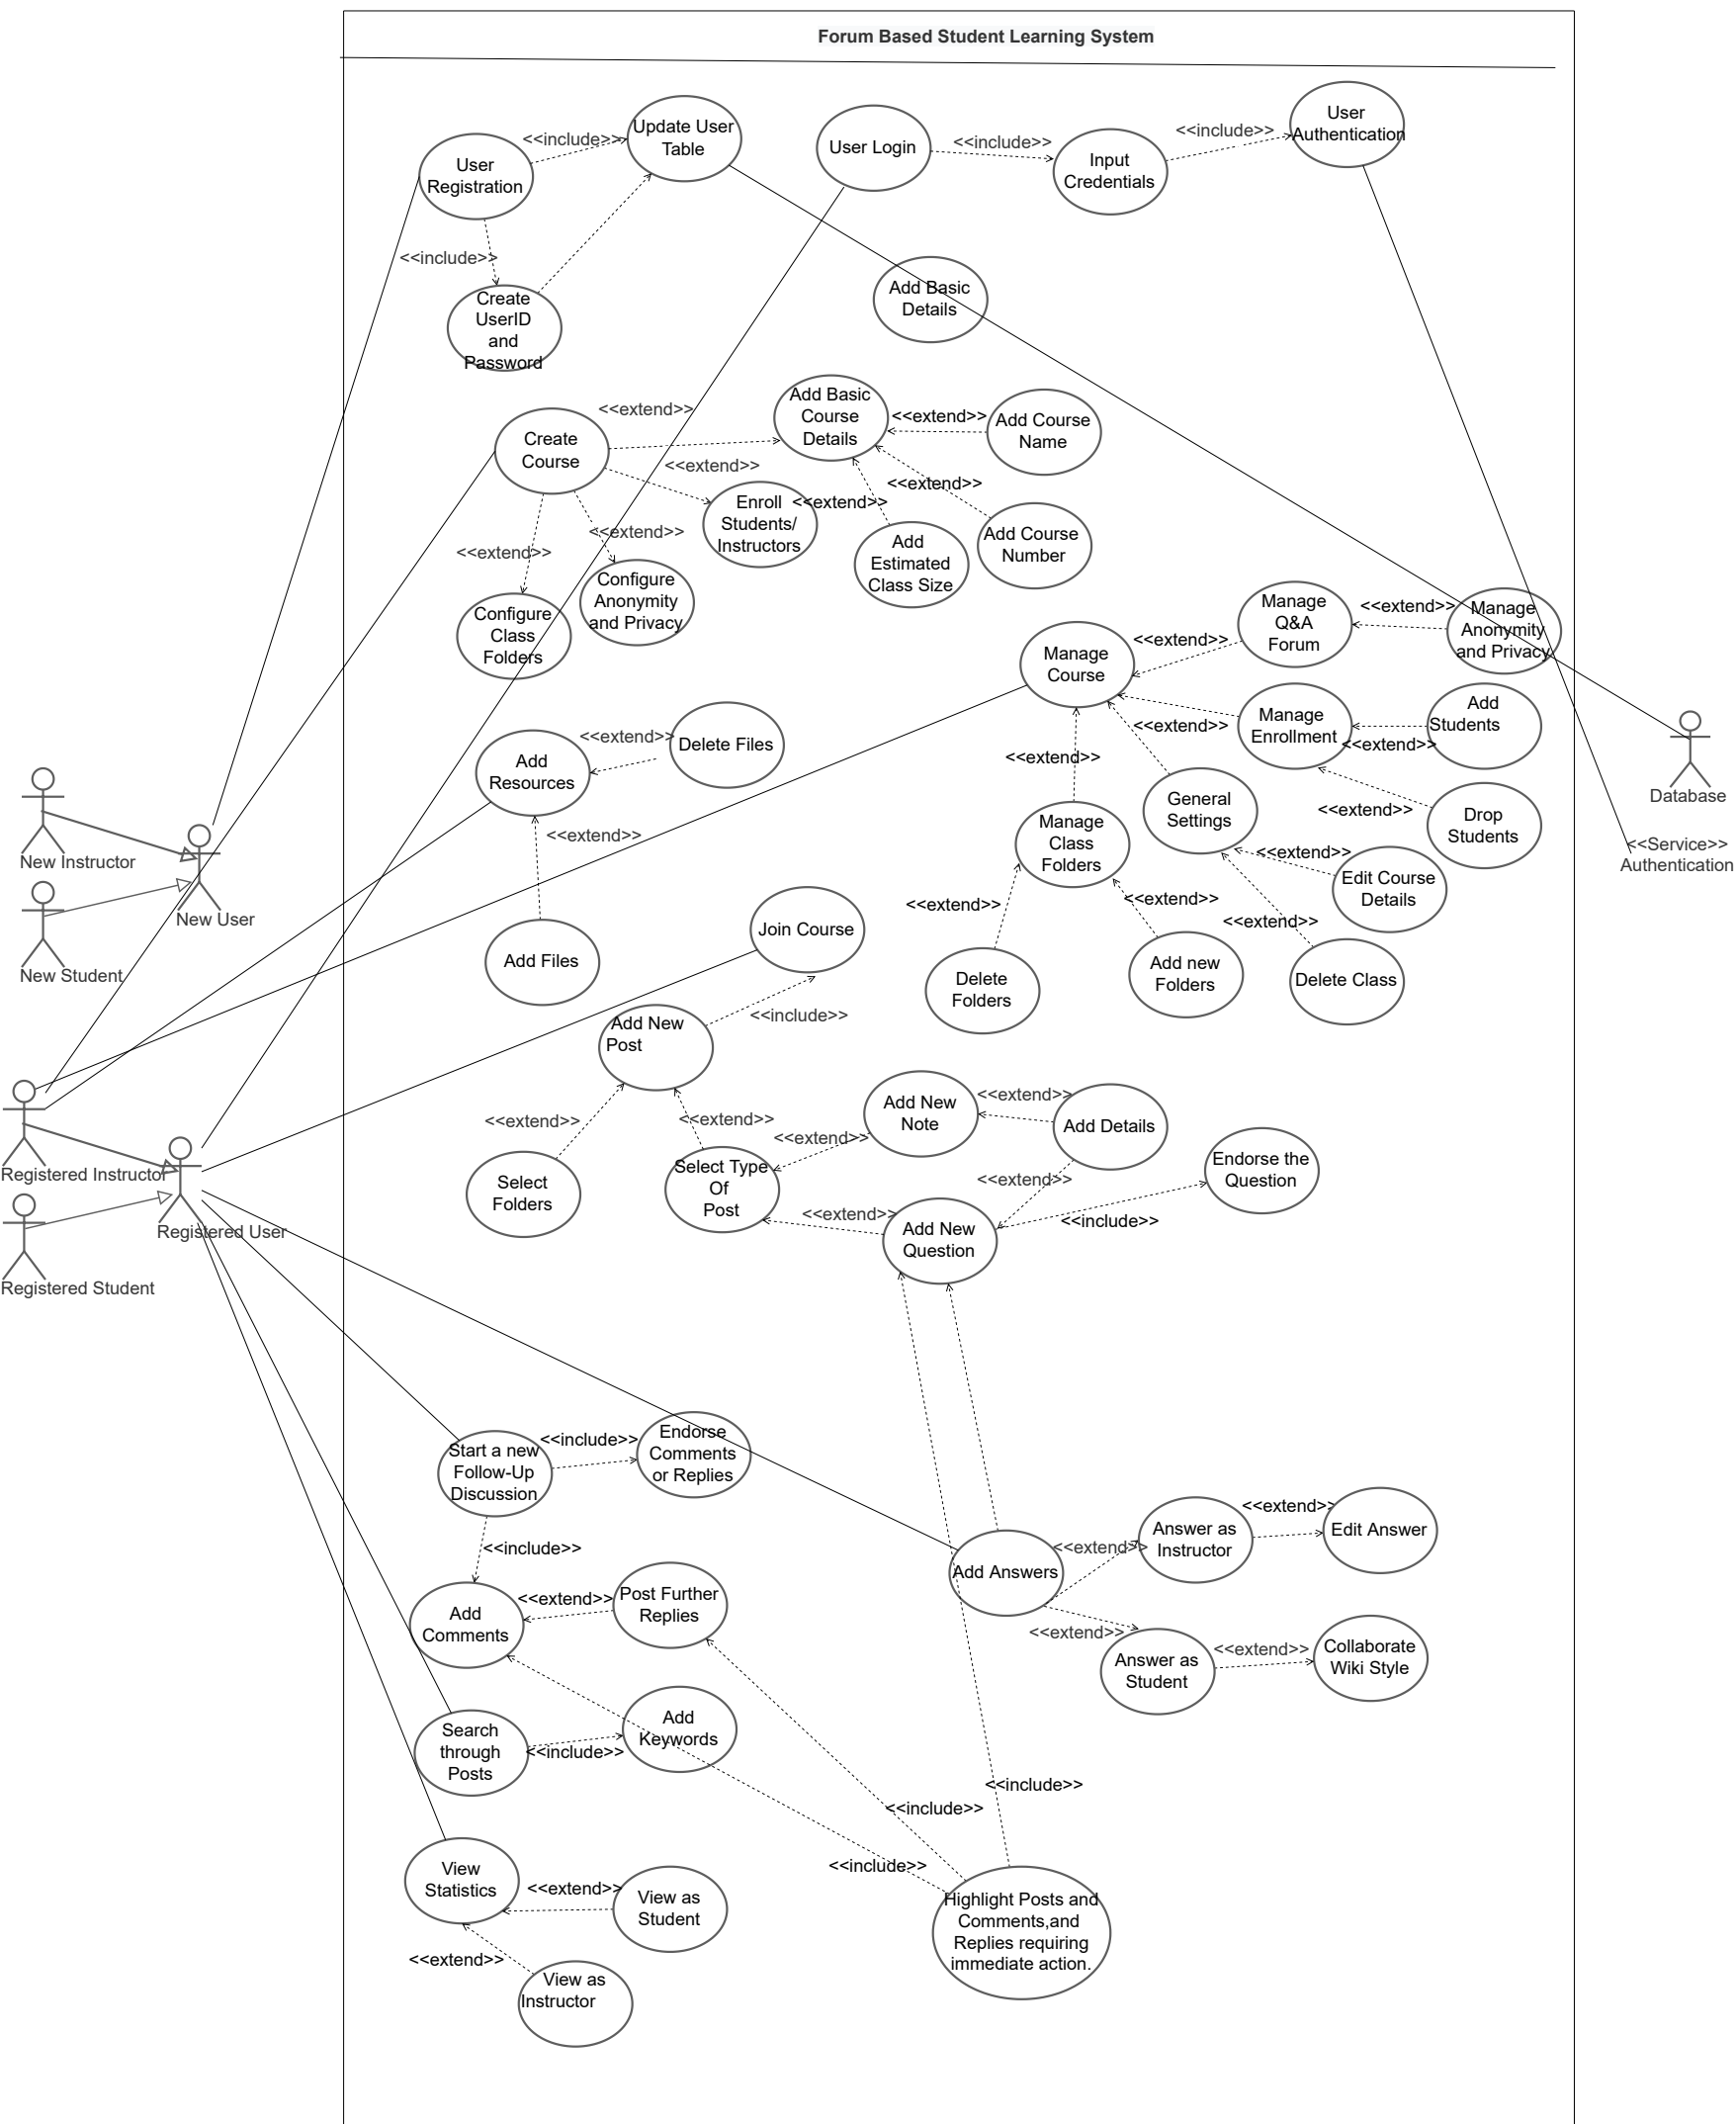 Forum Based Student Learning System
<<include>>
Update User
Table
User
Registration
<<include>>
Create
UserID
and
Password
User Login
<<include>>
Input
Credentials
<<include>>
User
Authentication
Add Basic
Details
Create
Course
<<extend>>
Add Basic
Course
Details
<<extend>>
Add Course
Name
<<extend>>
Enroll
Students/
Instructors
<<extend>>
<<extend>>
Add Course
Number
Add
Estimated
Class Size
<<extend>>
Configure
Anonymity
and Privacy
<<extend>>
Configure
Class
Folders
Manage
Course
<<extend>>
Manage
Q&A
Forum
<<extend>>
Manage
Anonymity
and Privacy
<<extend>>
Manage
Enrollment
Add
Students
<<extend>>
<<extend>>
Drop
Students
<<extend>>
General
Settings
Manage
Class
Folders
<<extend>>
Edit Course
Details
<<extend>>
Delete Class
<<extend>>
Add new
Folders
<<extend>>
Delete
Folders
Add
Resources
<<extend>>
Delete Files
<<extend>>
Add Files
Database
<<Service>>
Authentication
New Instructor
New User
New Student
Join Course
<<include>>
Add New
Post
<<extend>>
Select
Folders
<<extend>>
Select Type
Of
Post
<<extend>>
Add New
Note
<<extend>>
Add Details
<<extend>>
<<extend>>
Add New
Question
<<include>>
Endorse the
Question
Registered Instructor
Registered User
Registered Student
Start a new
Follow-Up
Discussion
<<include>>
Endorse
Comments
or Replies
<<include>>
Add
Comments
<<extend>>
Post Further
Replies
Add Answers
<<extend>>
Answer as
Instructor
<<extend>>
Edit Answer
<<extend>>
Answer as
Student
<<extend>>
Collaborate
Wiki Style
Search
through
Posts
<<include>>
Add
Keywords
<<include>>
<<include>>
<<include>>
Highlight Posts and
Comments,and
Replies requiring
immediate action.
View
Statistics
<<extend>>
View as
Student
<<extend>>
View as
Instructor